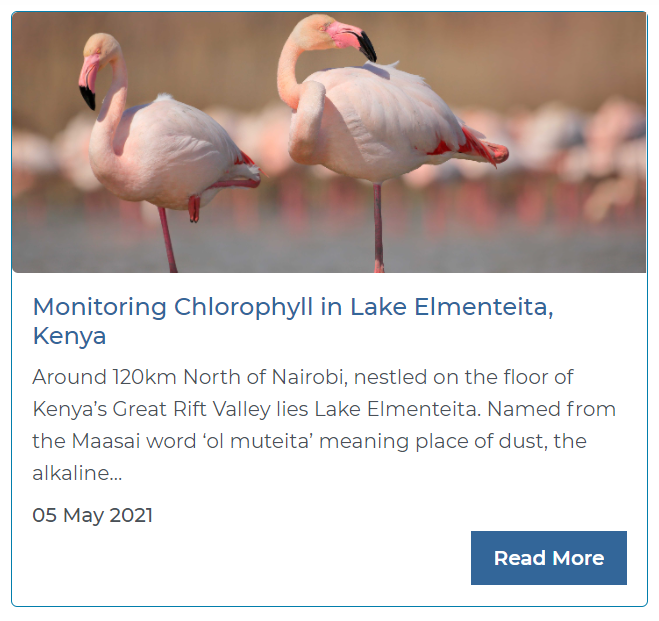 Monitoring Chlorophyll in Lake Elmenteita,
Kenya
Around 120km North of Nairobi, nestled on the floor of
Kenya’s Great Rift Valley lies Lake Elmenteita. Named from
the Maasai word ‘ol muteita’ meaning place of dust, the
alkaline...
05 May 2021
Read More